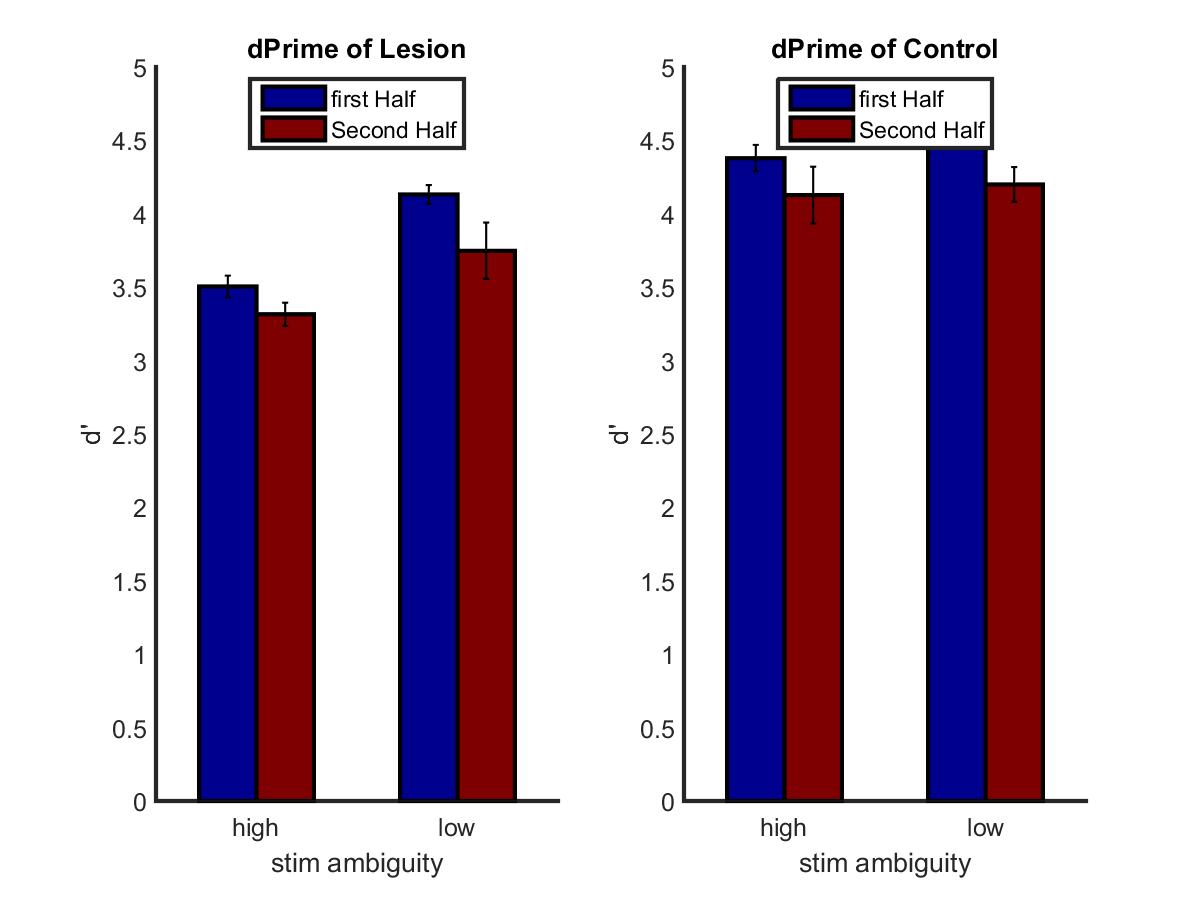 dPrime of Lesion
first Half
Second Half
5
4.5
4
3.5
3
2.5
2
1.5
1
0.5
0
d'
high
low
stim ambiguity
dPrime of Control
first Half
Second Half
5
4.5
4
3.5
3
2.5
2
1.5
1
0.5
0
d'
high
low
stim ambiguity